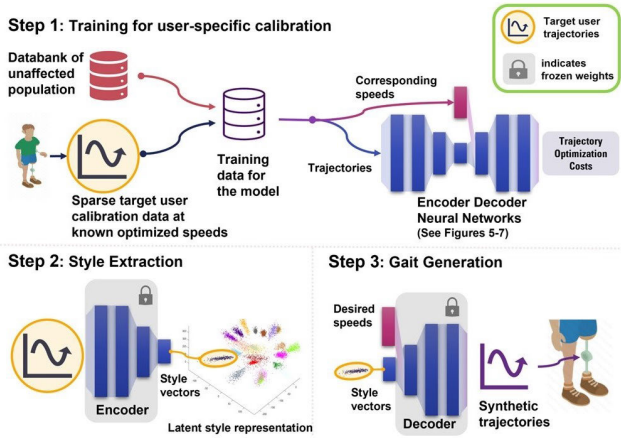 Step 1: Training for user-specific calibration
Target user
trajectories
indicates
frozen weights
Databank of
unaffected
population
Corresponding
speeds
Training
data for
the model
Trajectories
Trajectory
Optimization
Costs
Sparse target user
calibration data at
known optimized speeds
Encoder Decoder
Neural Networks
(See Figures 5-7)
Step 2: Style Extraction
Encoder
Style
vectors
Latent style representation
Step 3: Gait Generation
Desired
speeds
Style
vectors
Decoder
Synthetic
trajectories